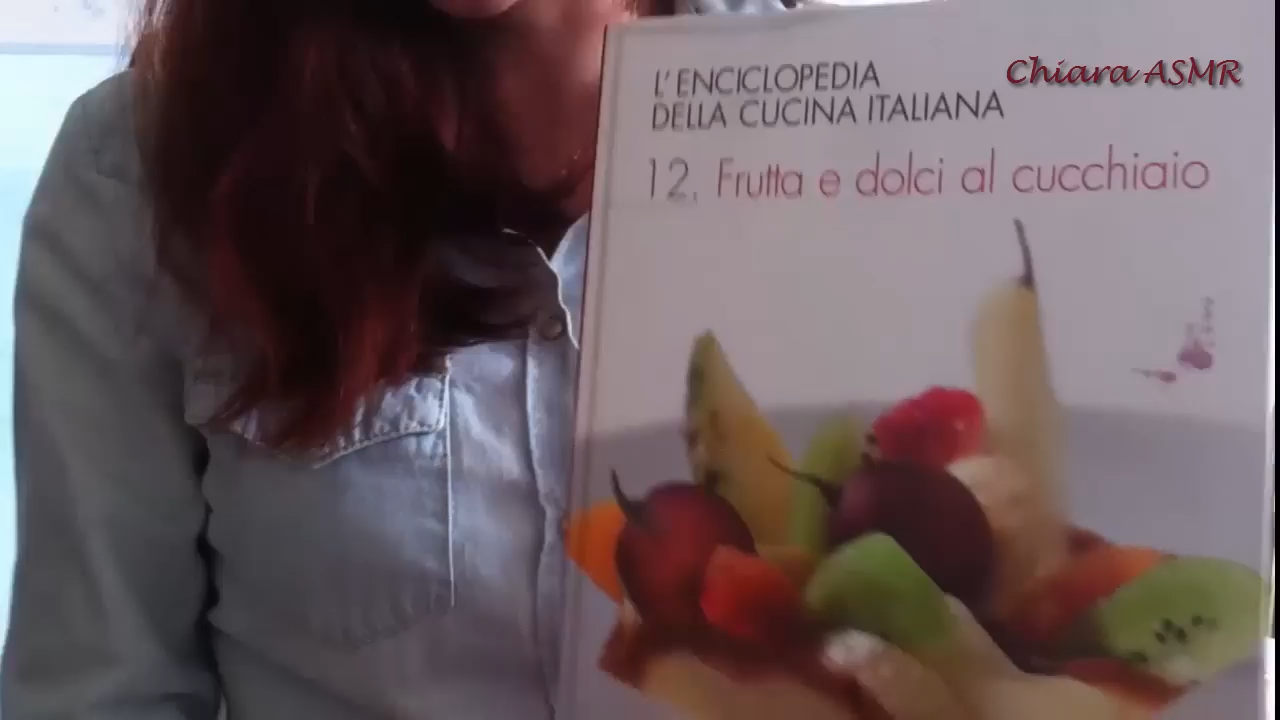 L'ENCICLOPEDIA
DELLA CUCINA ITALIANA
12. Frutta e dolci al cucchiaio
Chiara ASMR